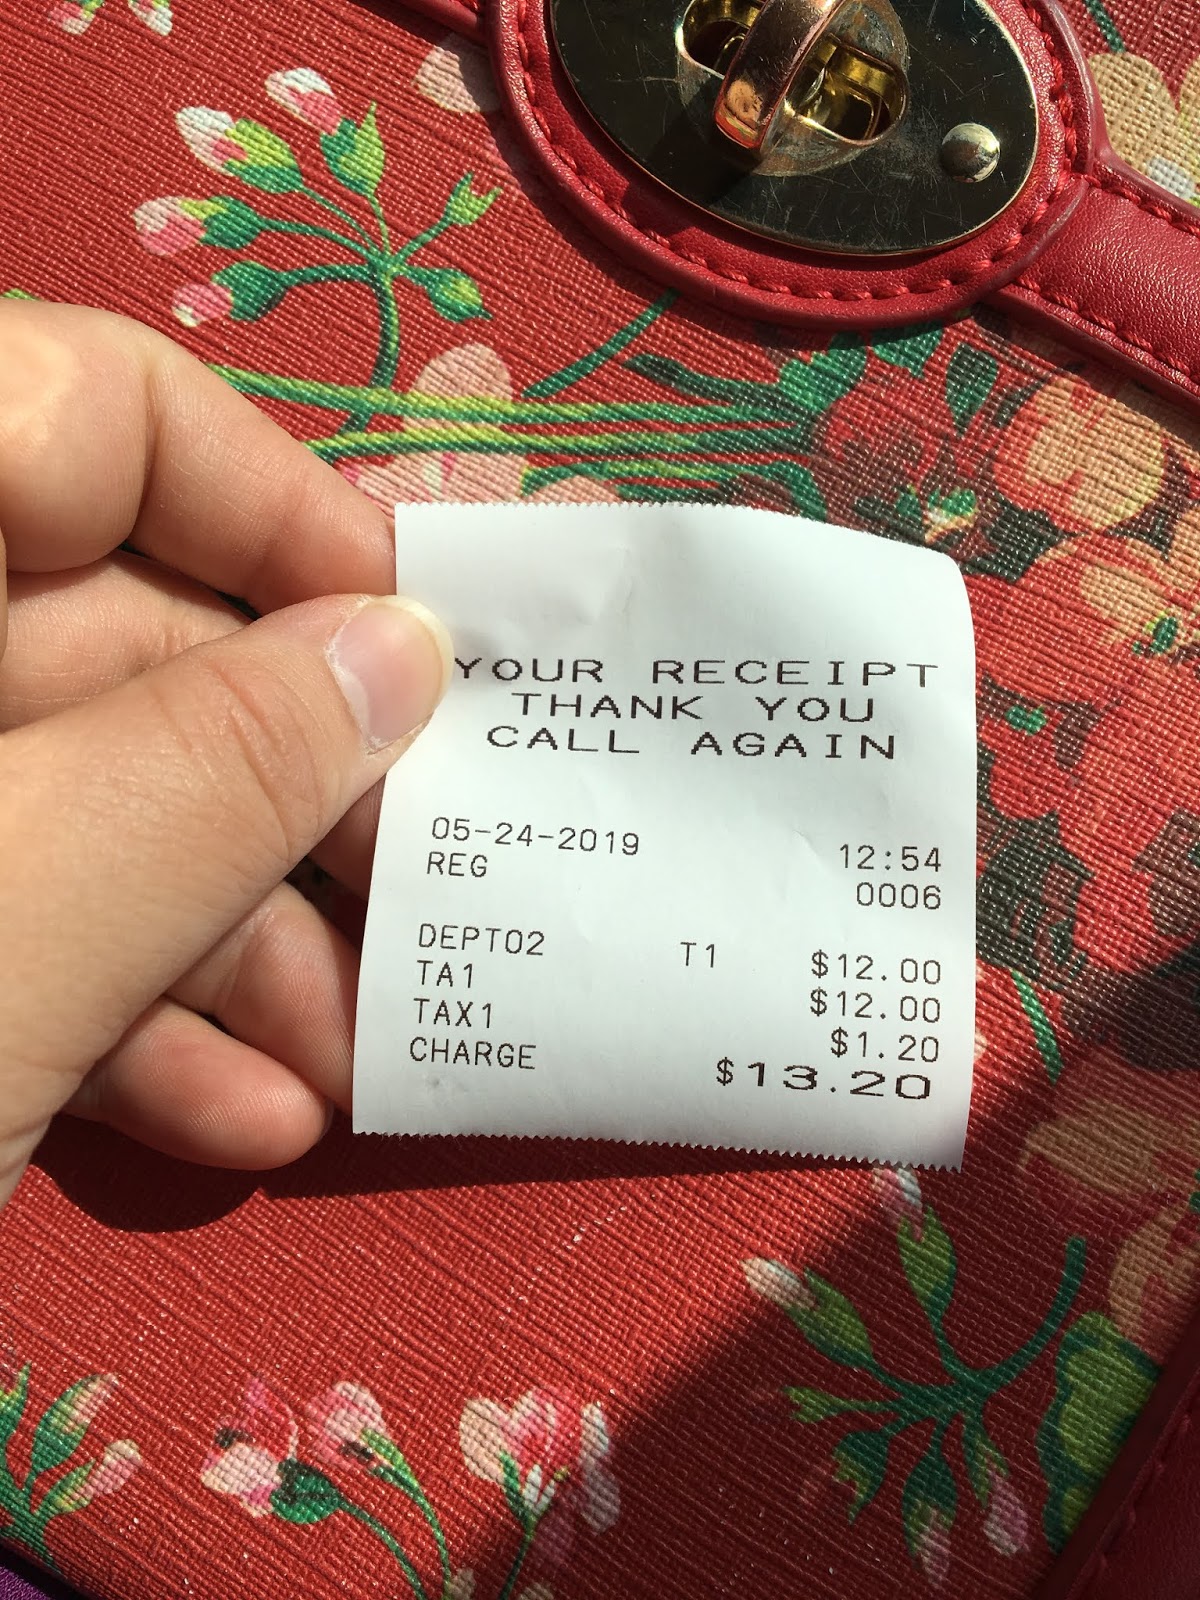 YOUR RECEIPT
THANK YOU
CALL AGAIN
05-24-2019 12:54
REG 0006
DEPT02 T1 $12.00
TA1 $12.00
TAX1 $1.20
CHARGE $13.20